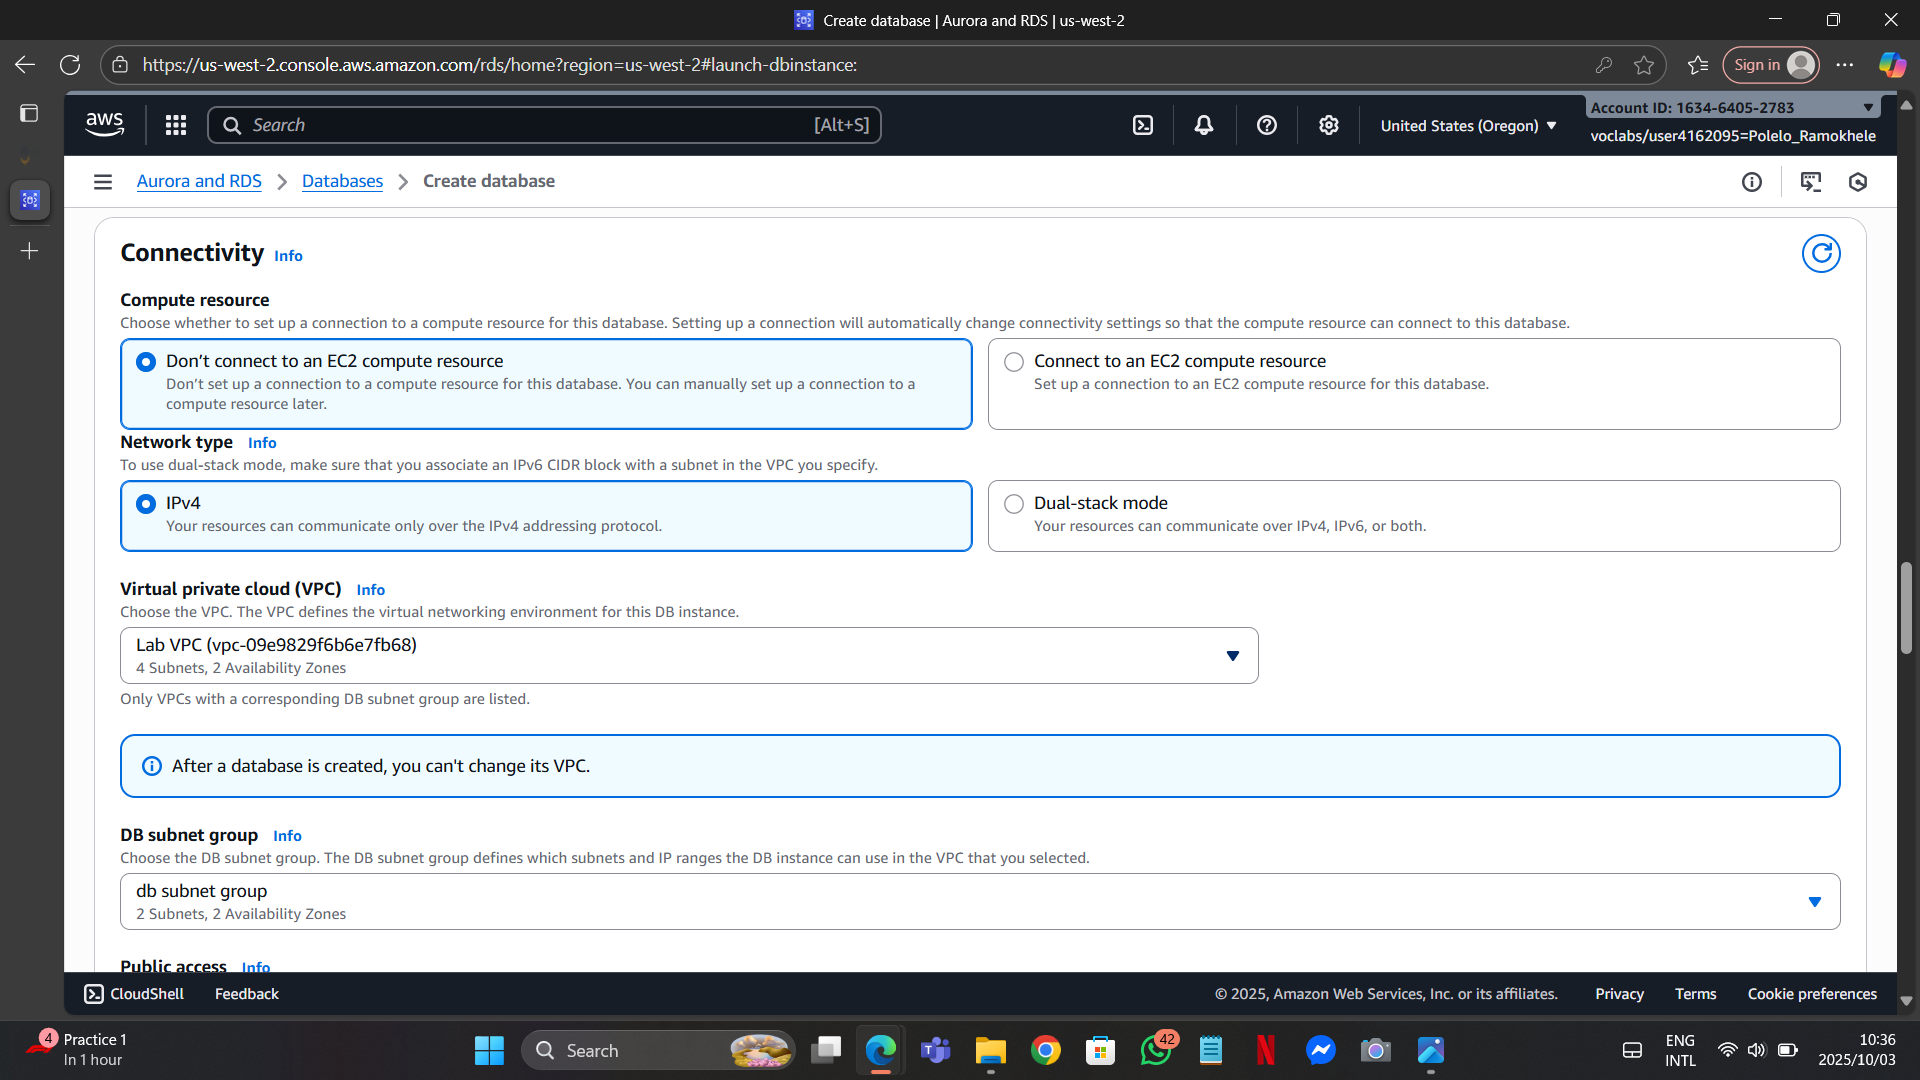 Create database | Aurora and RDS | us-west-2
https://us-west-2.console.aws.amazon.com/rds/home?region=us-west-2#launch-dbinstance:
Sign in
aws
Search
[Alt+S]
United States (Oregon)
Account ID: 1634-6405-2783
voclabs/user4162095=Polelo_Ramokhele
Aurora and RDS
Databases
Create database
Connectivity Info
Compute resource
Choose whether to set up a connection to a compute resource for this database. Setting up a connection will automatically change connectivity settings so that the compute resource can connect to this database.
Don’t connect to an EC2 compute resource
Don’t set up a connection to a compute resource for this database. You can manually set up a connection to a
compute resource later.
Connect to an EC2 compute resource
Set up a connection to an EC2 compute resource for this database.
Network type Info
To use dual-stack mode, make sure that you associate an IPv6 CIDR block with a subnet in the VPC you specify.
IPv4
Your resources can communicate only over the IPv4 addressing protocol.
Dual-stack mode
Your resources can communicate over IPv4, IPv6, or both.
Virtual private cloud (VPC) Info
Choose the VPC. The VPC defines the virtual networking environment for this DB instance.
Lab VPC (vpc-09e9829f6b6e7fb68)
4 Subnets, 2 Availability Zones
Only VPCs with a corresponding DB subnet group are listed.
After a database is created, you can't change its VPC.
DB subnet group Info
Choose the DB subnet group. The DB subnet group defines which subnets and IP ranges the DB instance can use in the VPC that you selected.
db subnet group
2 Subnets, 2 Availability Zones
Public access Info
CloudShell
Feedback
© 2025, Amazon Web Services, Inc. or its affiliates.
Privacy
Terms
Cookie preferences
4
Practice 1
In 1 hour
Search
42
ENG
INTL
10:36
2025/10/03